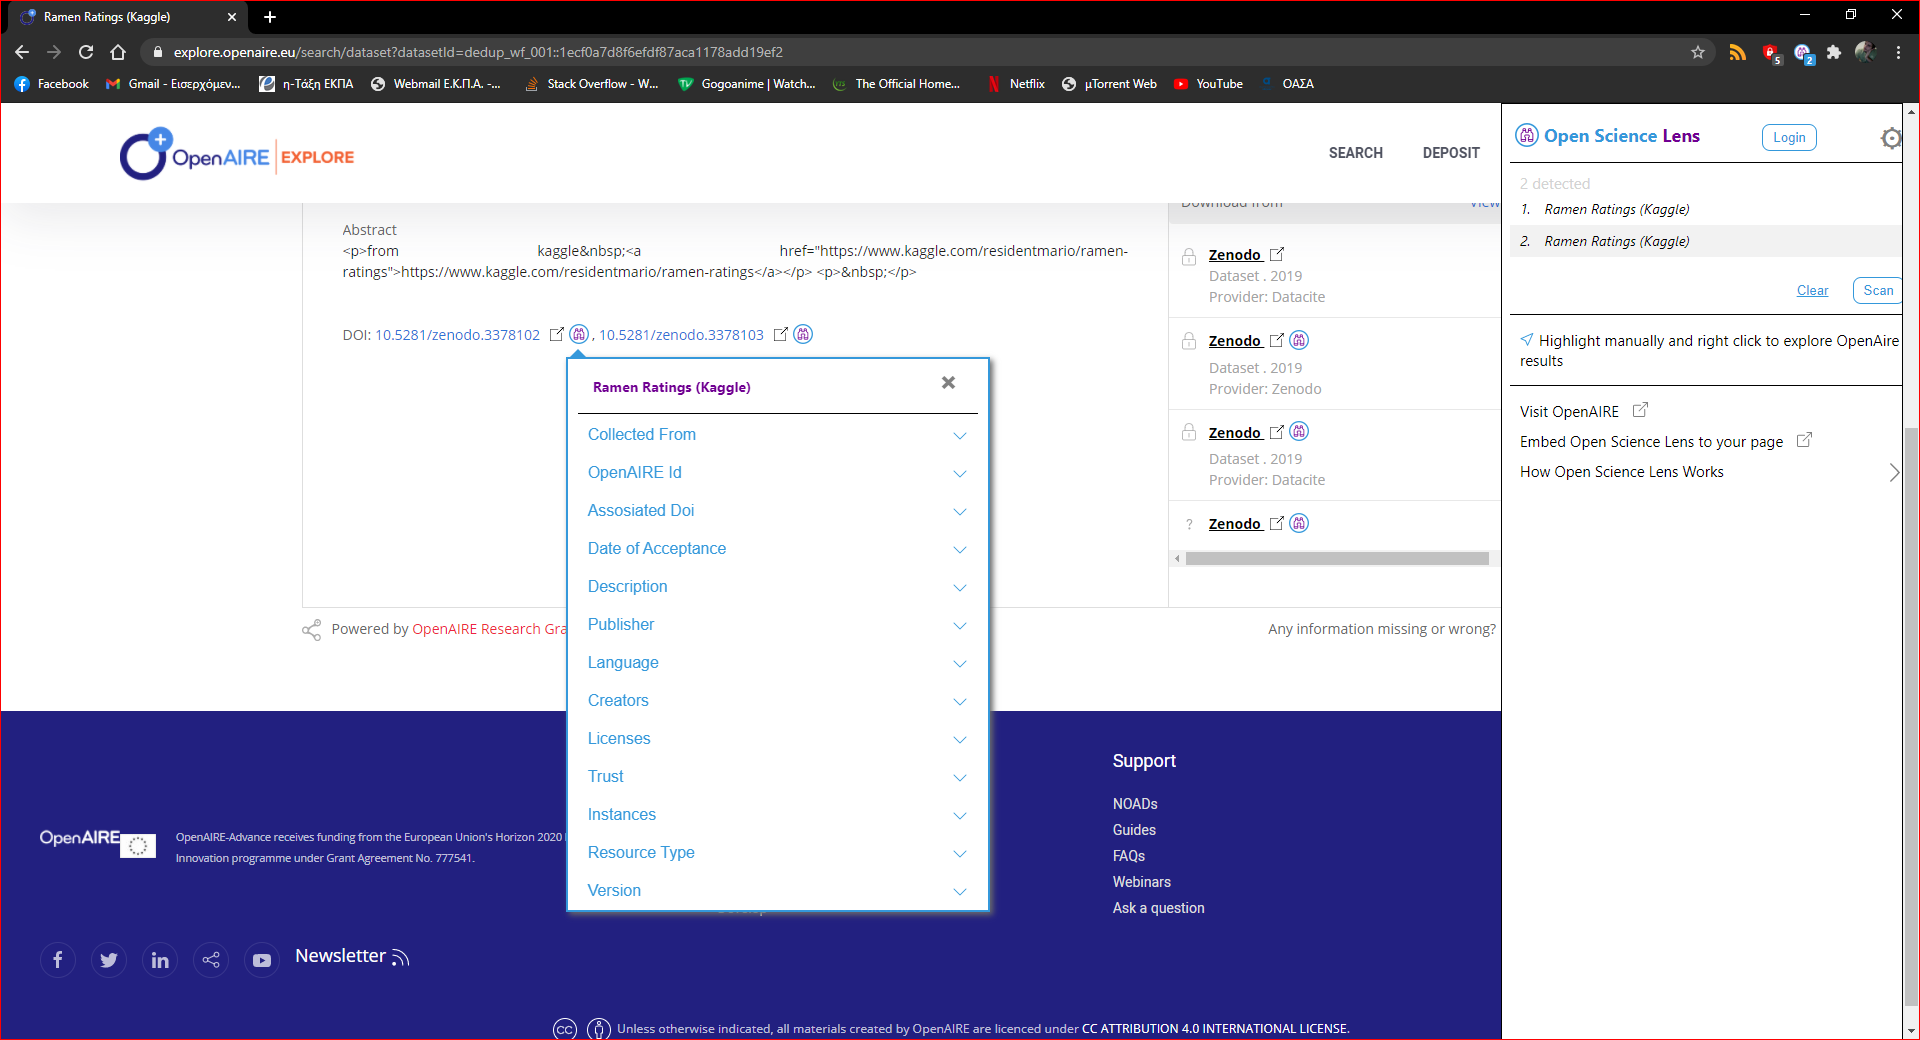 Ramen Ratings (Kaggle)
explore.openaire.eu/search/dataset?datasetId=dedup_wf_001::1ecf0a7d8f6efdf87aca1178add19ef2
5
2
Facebook
Gmail - Εισερχόμεν...
η-Τάξη ΕΚΠΑ
Webmail Ε.Κ.Π.Α. -...
Stack Overflow - W...
Gogoanime | Watch...
The Official Home...
Netflix
μTorrent Web
YouTube
ΟΑΣΑ
OpenAIRE | EXPLORE
SEARCH
DEPOSIT
Download from
View
Abstract
<p>from kaggle&nbsp;<a href="https://www.kaggle.com/residentmario/ramen-
ratings">https://www.kaggle.com/residentmario/ramen-ratings</a></p> <p>&nbsp;</p>
DOI: 10.5281/zenodo.3378102 , 10.5281/zenodo.3378103
Zenodo
Dataset . 2019
Provider: Datacite
Zenodo
Dataset . 2019
Provider: Zenodo
Zenodo
Dataset . 2019
Provider: Datacite
? Zenodo
Ramen Ratings (Kaggle)
Collected From
OpenAIRE Id
Assosiated Doi
Date of Acceptance
Description
Publisher
Language
Creators
Licenses
Trust
Instances
Resource Type
Version
Powered by OpenAIRE Research Gra
Any information missing or wrong?
Open Science Lens
Login
2 detected
1. Ramen Ratings (Kaggle)
2. Ramen Ratings (Kaggle)
Clear
Scan
Highlight manually and right click to explore OpenAire
results
Visit OpenAIRE
Embed Open Science Lens to your page
How Open Science Lens Works
OpenAIRE
OpenAIRE-Advance receives funding from the European Union's Horizon 2020
Innovation programme under Grant Agreement No. 777541.
Support
NOADs
Guides
FAQs
Webinars
Ask a question
Newsletter
Unless otherwise indicated, all materials created by OpenAIRE are licenced under CC ATTRIBUTION 4.0 INTERNATIONAL LICENSE.